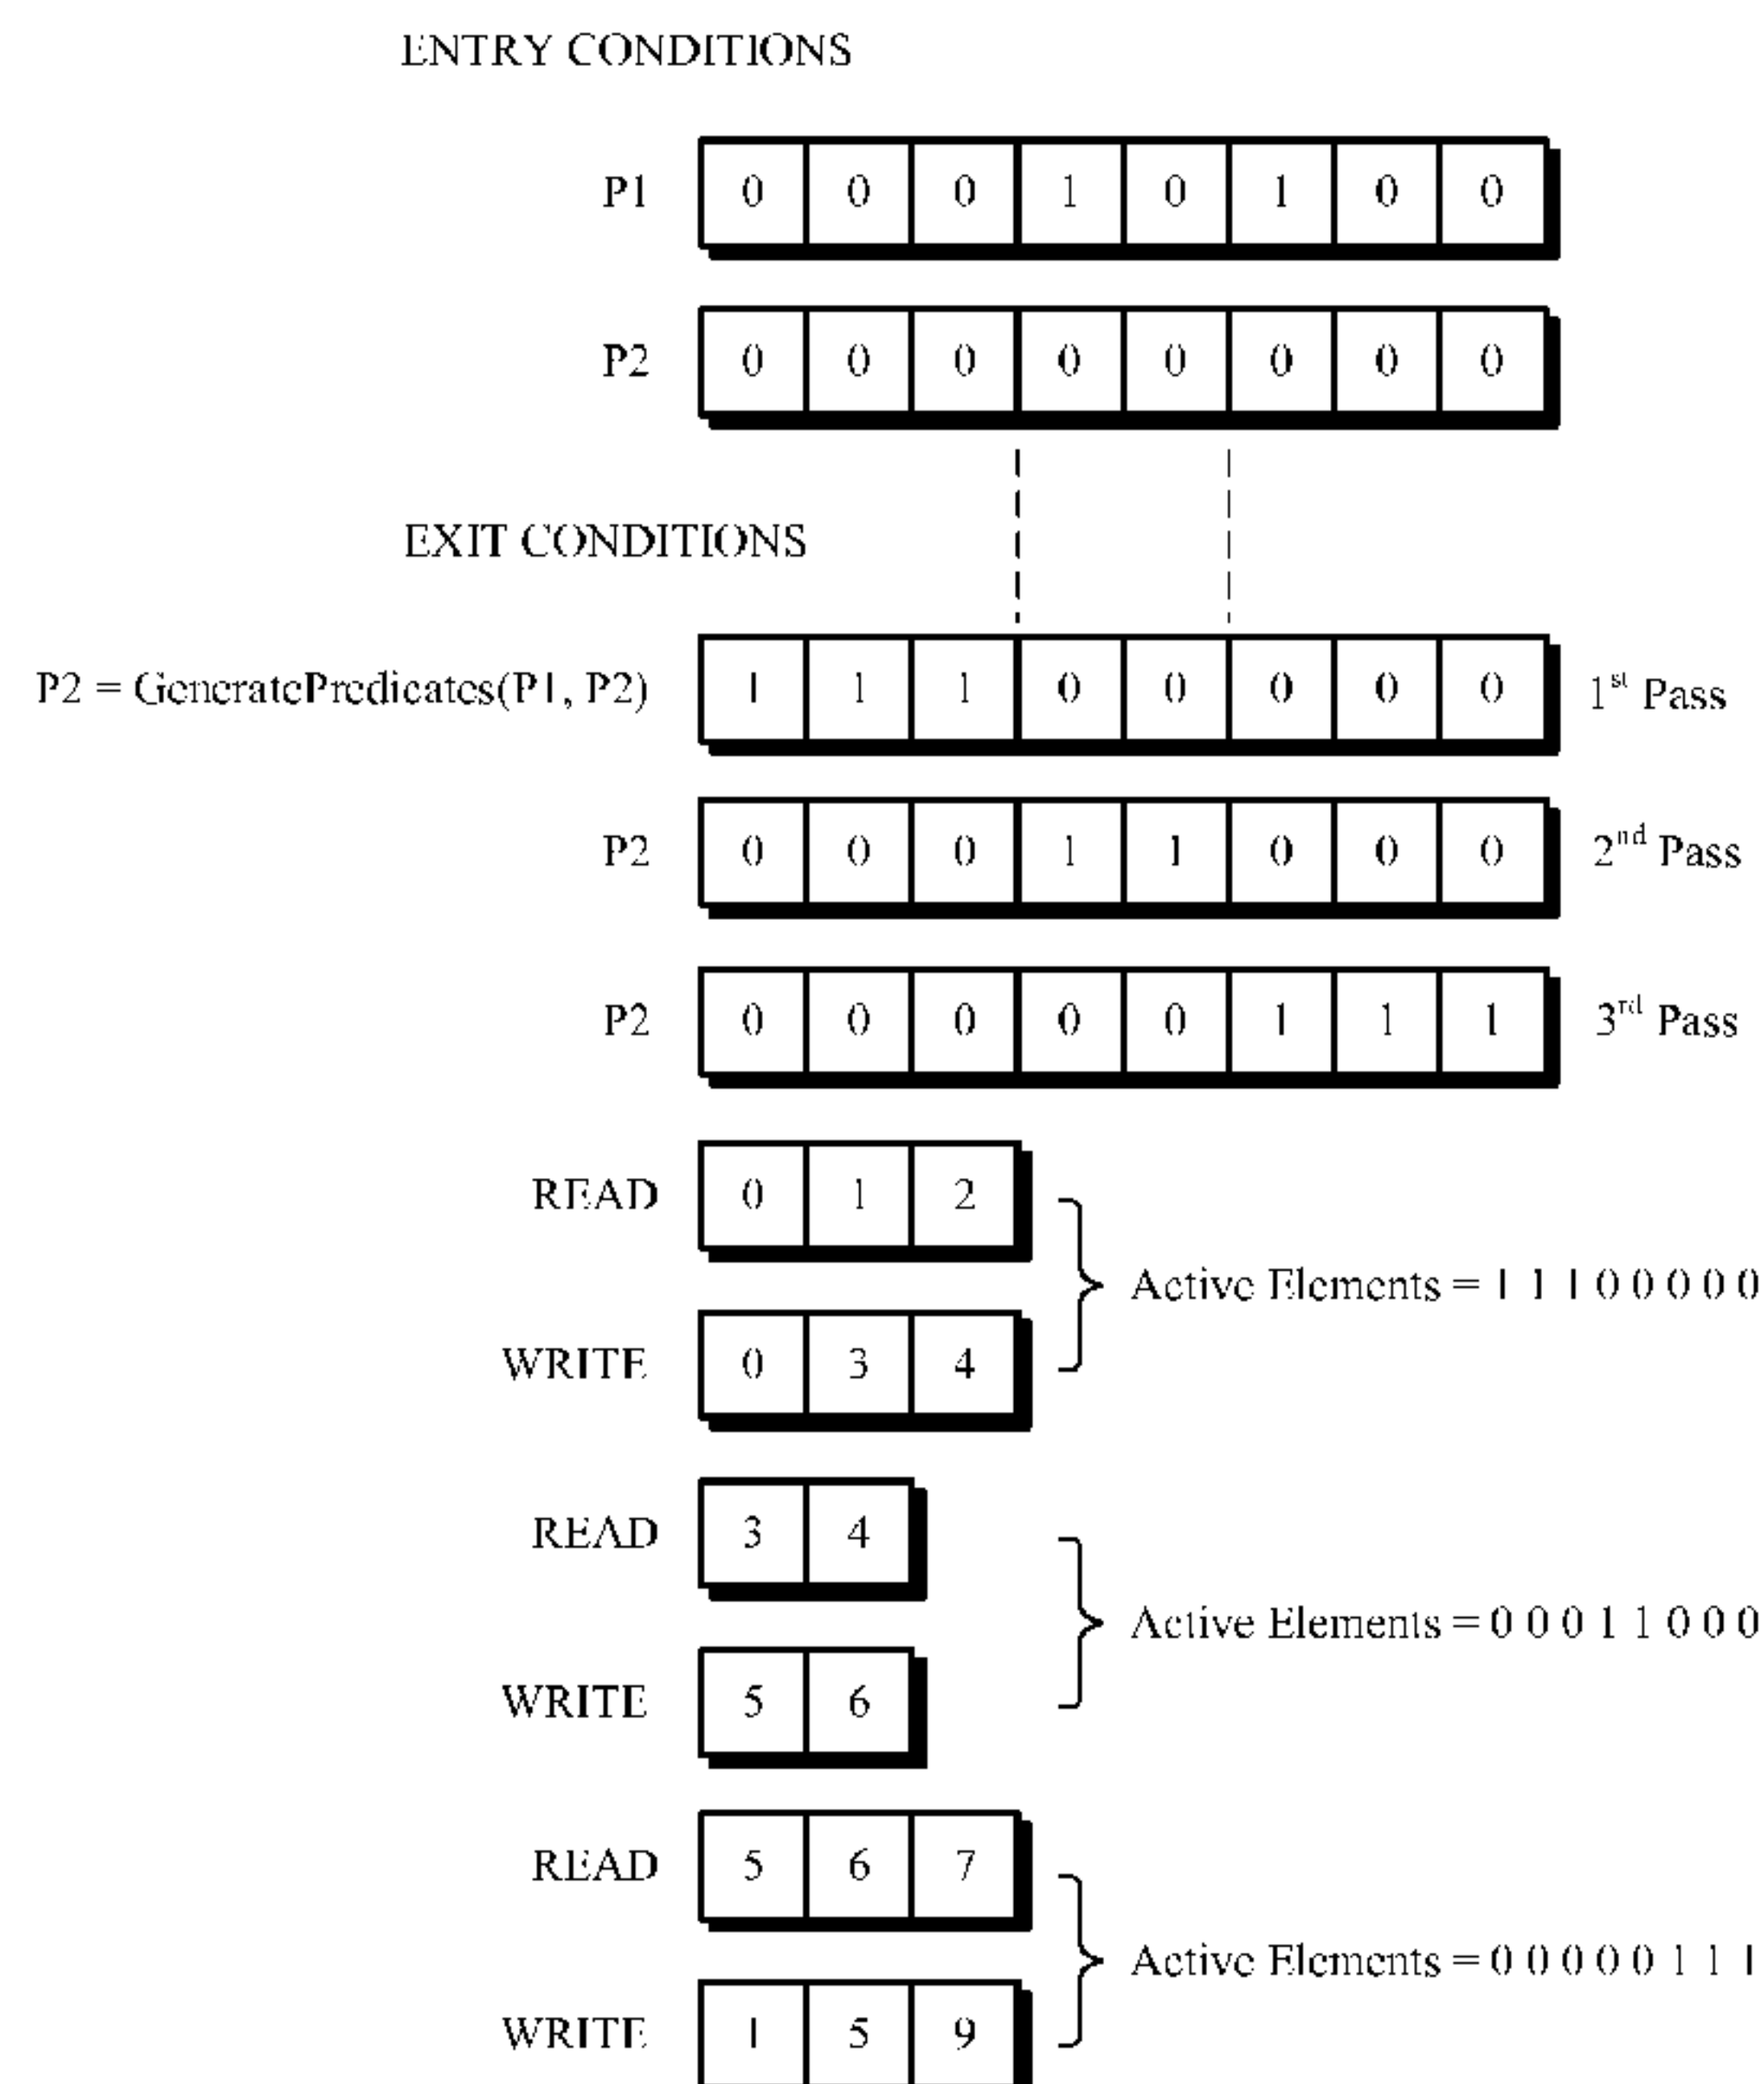 ENTRY CONDITIONS
P1 0 0 0 1 0 1 0 0
P2 0 0 0 0 0 0 0 0
EXIT CONDITIONS
P2 = GeneratePredicates(P1, P2) 1 1 1 0 0 0 0 0 1st Pass
P2 0 0 0 1 1 0 0 0 2nd Pass
P2 0 0 0 0 0 1 1 1 3rd Pass
READ 0 1 2
Active Elements = 1 1 1 0 0 0 0 0
WRITE 0 3 4
READ 3 4
Active Elements = 0 0 0 1 1 0 0 0
WRITE 5 6
READ 5 6 7
Active Elements = 0 0 0 0 0 1 1 1
WRITE 1 5 9